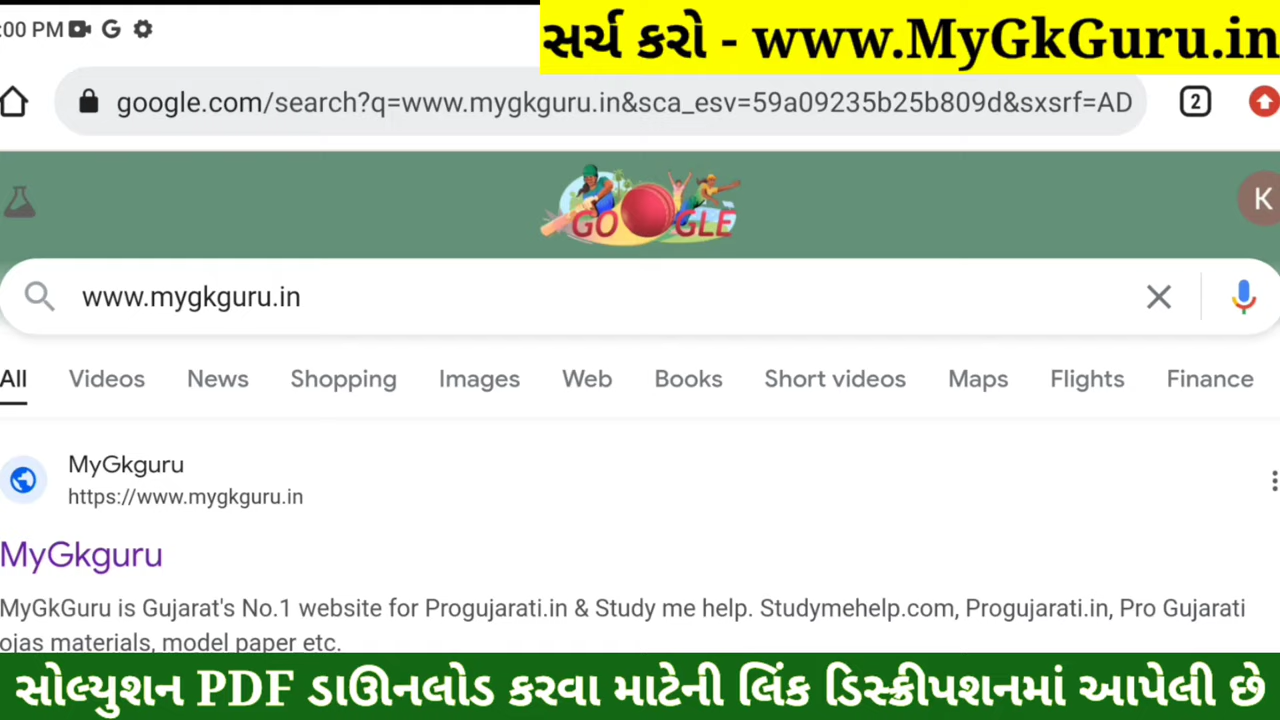 :00 PM
સર્ચ કરો - www.MyGkGuru.in
google.com/search?q=www.mygkguru.in&sca_esv=59a09235b25b809d&sxsrf=AD
2
GOOGLE
K
www.mygkguru.in
All Videos News Shopping Images Web Books Short videos Maps Flights Finance
MyGkguru
https://www.mygkguru.in
MyGkguru
MyGkGuru is Gujarat's No.1 website for Progujarati.in & Study me help. Studymehelp.com, Progujarati.in, Pro Gujarati
ojas materials, model paper etc.
સોલ્યુશન PDF ડાઊનલોડ કરવા માટેની લિંક ડિસ્ક્રીપશનમાં આપેલી છે